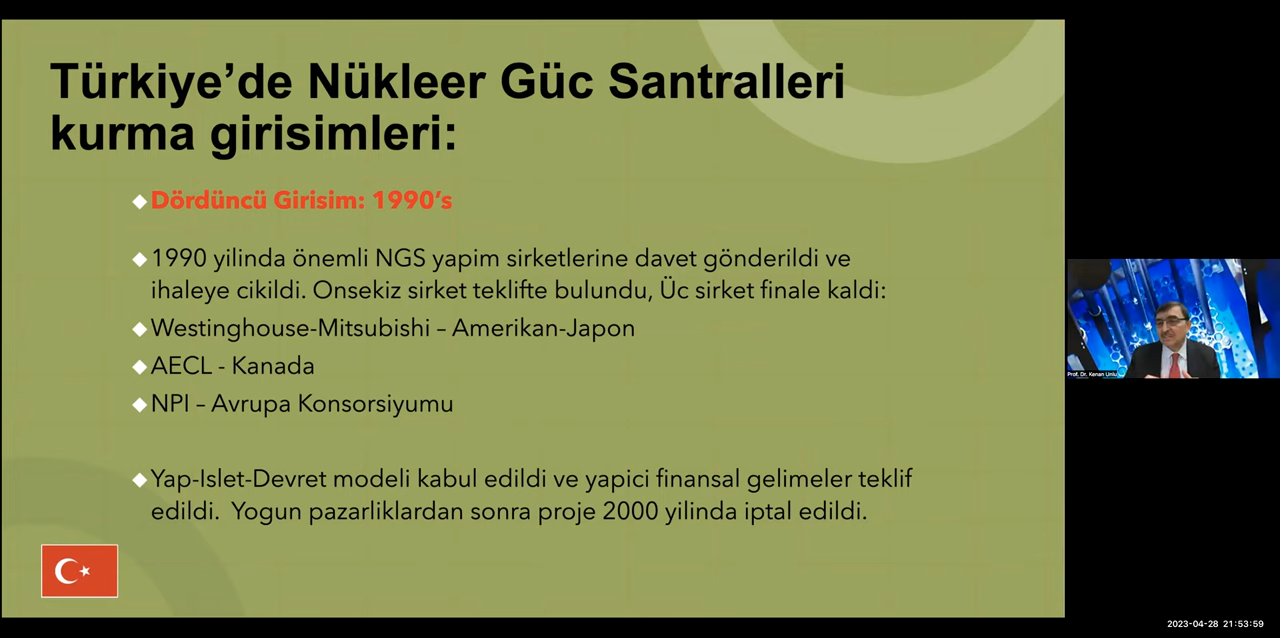 Türkiye’de Nükleer Güc Santralleri
kurma girisimleri:
Dördüncü Girisim: 1990’s
1990 yilinda önemli NGS yapim sirketlerine davet gönderildi ve
ihaleye cikildi. Onsekiz sirket teklifte bulundu, Üc sirket finale kaldi:
Westinghouse-Mitsubishi – Amerikan-Japon
AECL - Kanada
NPI – Avrupa Konsorsiyumu
Yap-Islet-Devret modeli kabul edildi ve yapici finansal gelimeler teklif
edildi. Yogun pazarliklardan sonra proje 2000 yilinda iptal edildi.
Prof. Dr. Kenan Unlu
2023-04-28 21:53:59